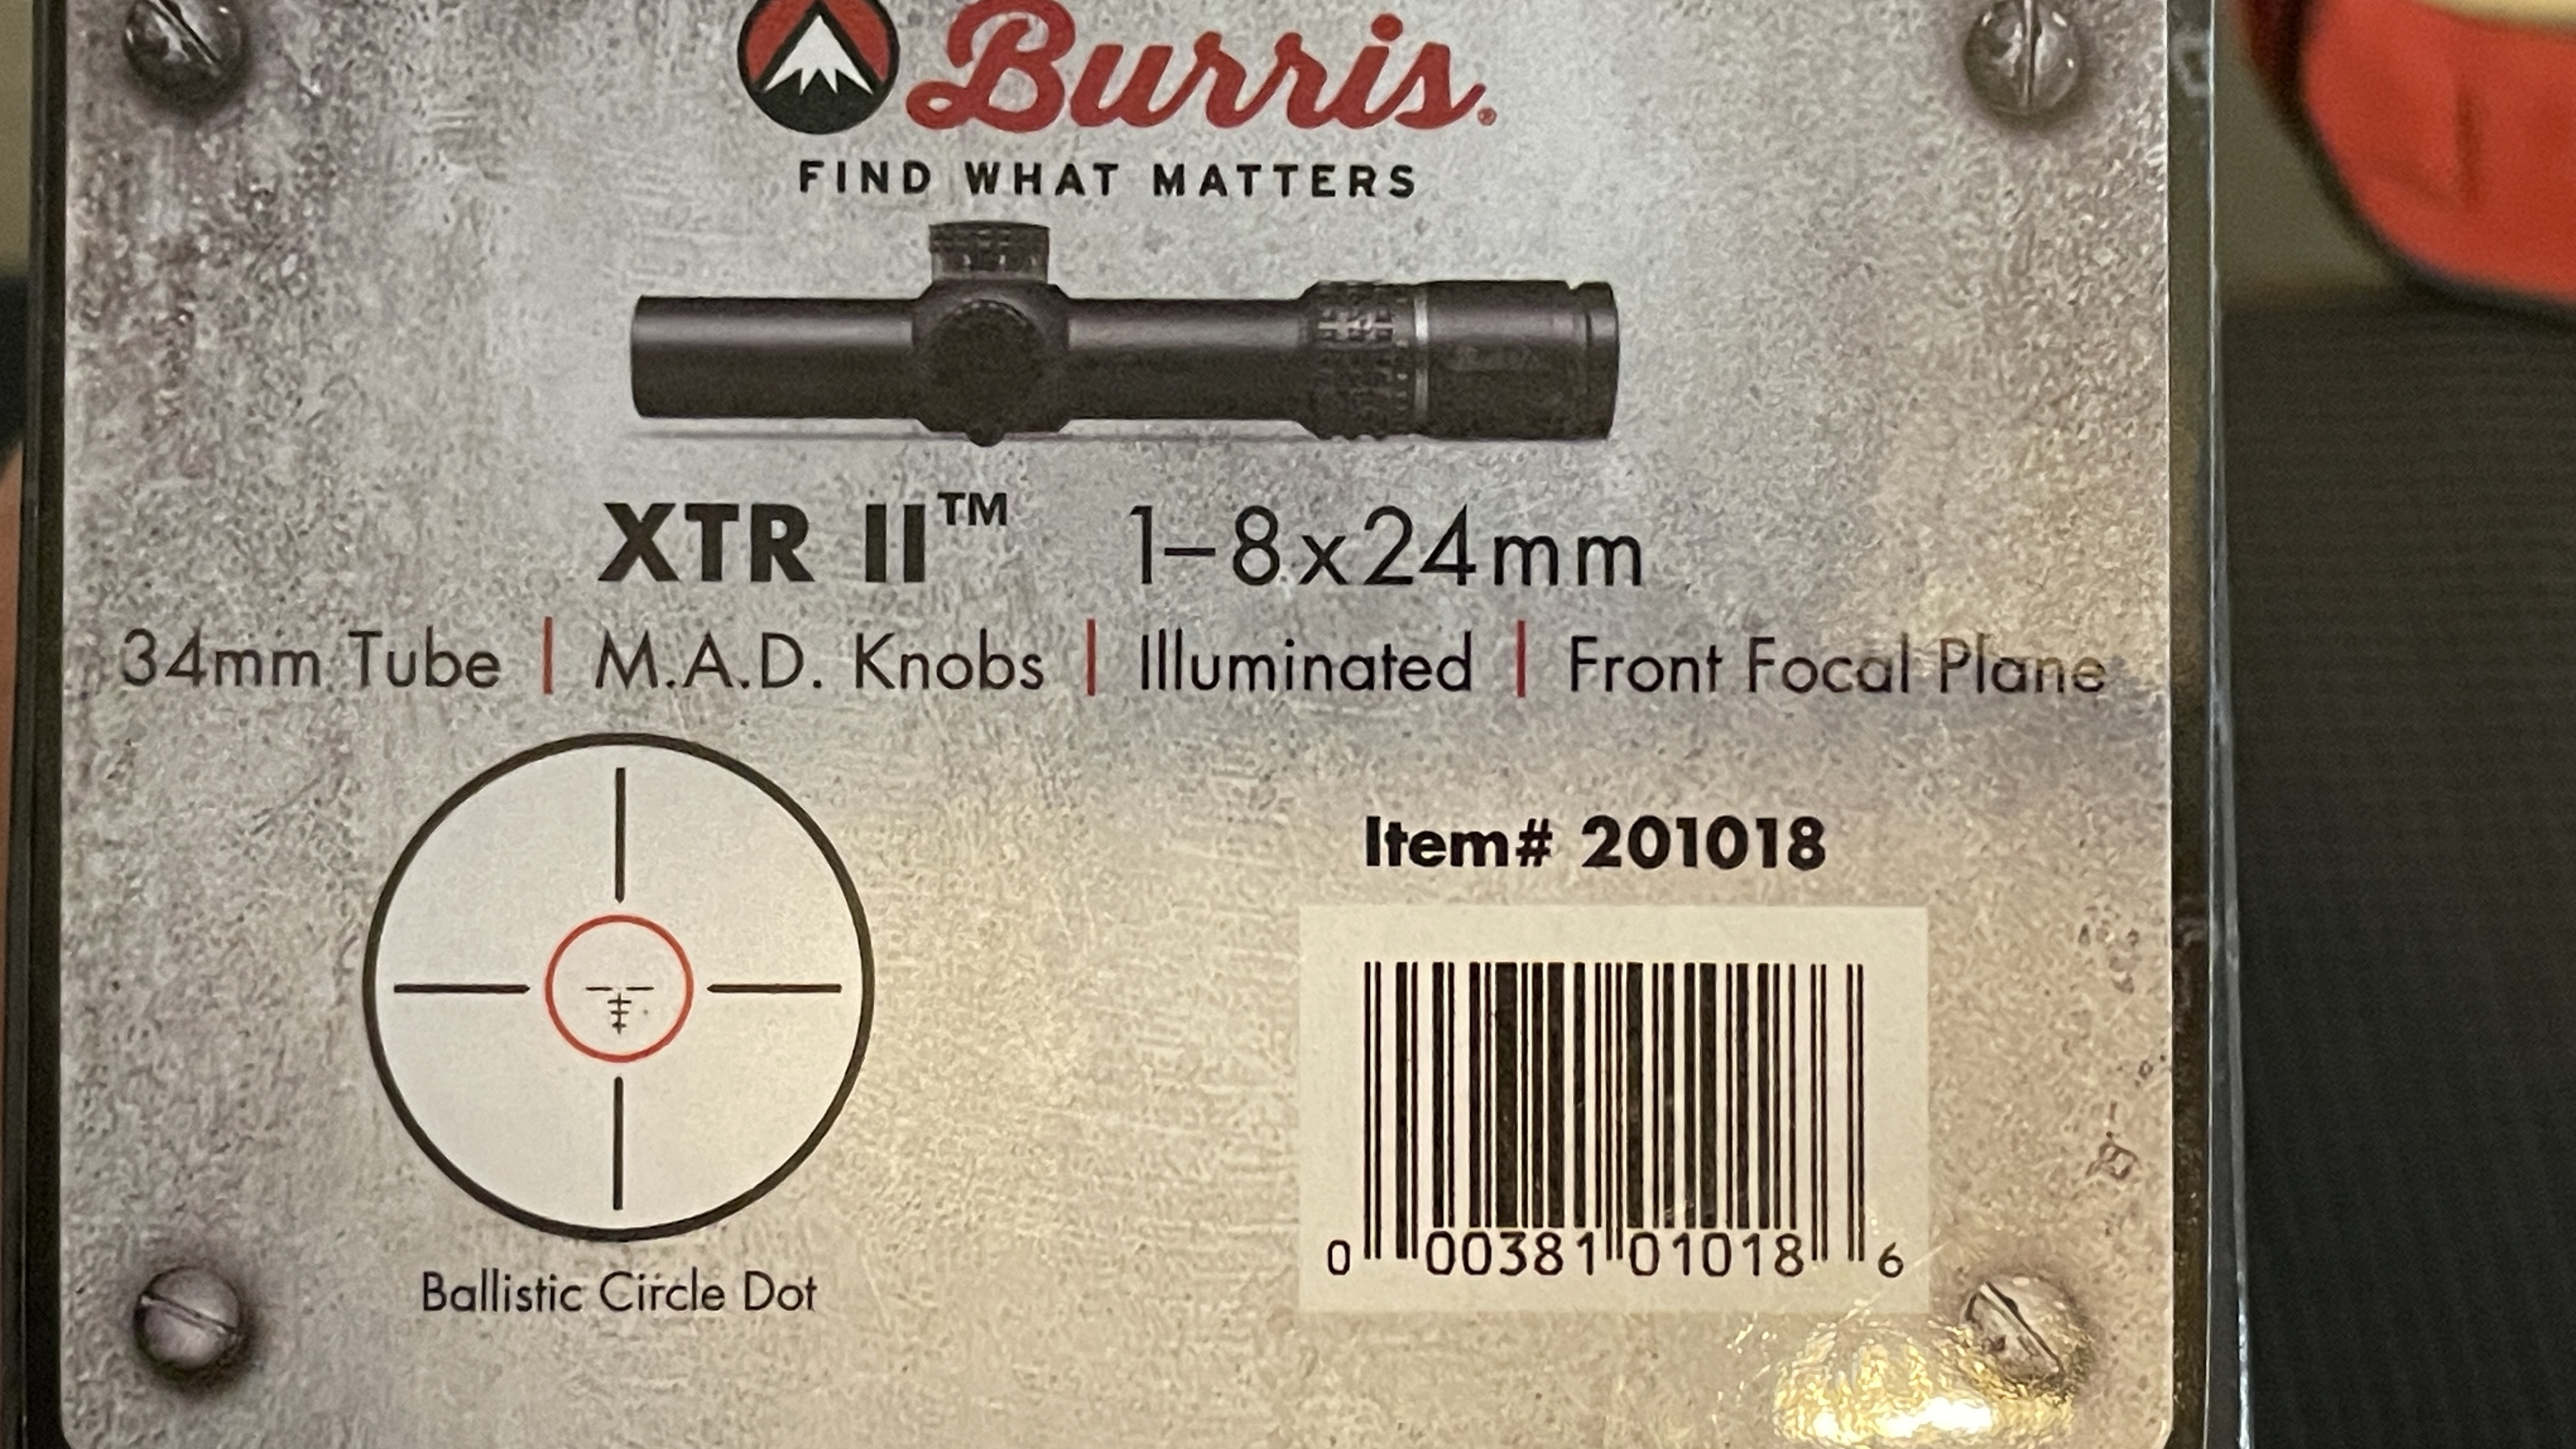 Burris®
FIND WHAT MATTERS
XTR II™ 1–8x24mm
34mm Tube | M.A.D. Knobs | Illuminated | Front Focal Plane
Item# 201018
0 00381 01018 6
Ballistic Circle Dot